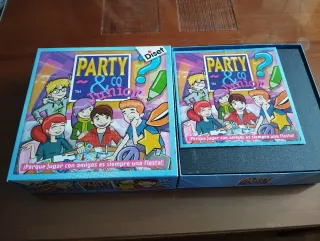 Diset
PARTY
& CO
Junior
¡Porque jugar con amigos es siempre una fiesta!
PARTY
& CO
Junior
¡Porque jugar con amigos es siempre una fiesta!